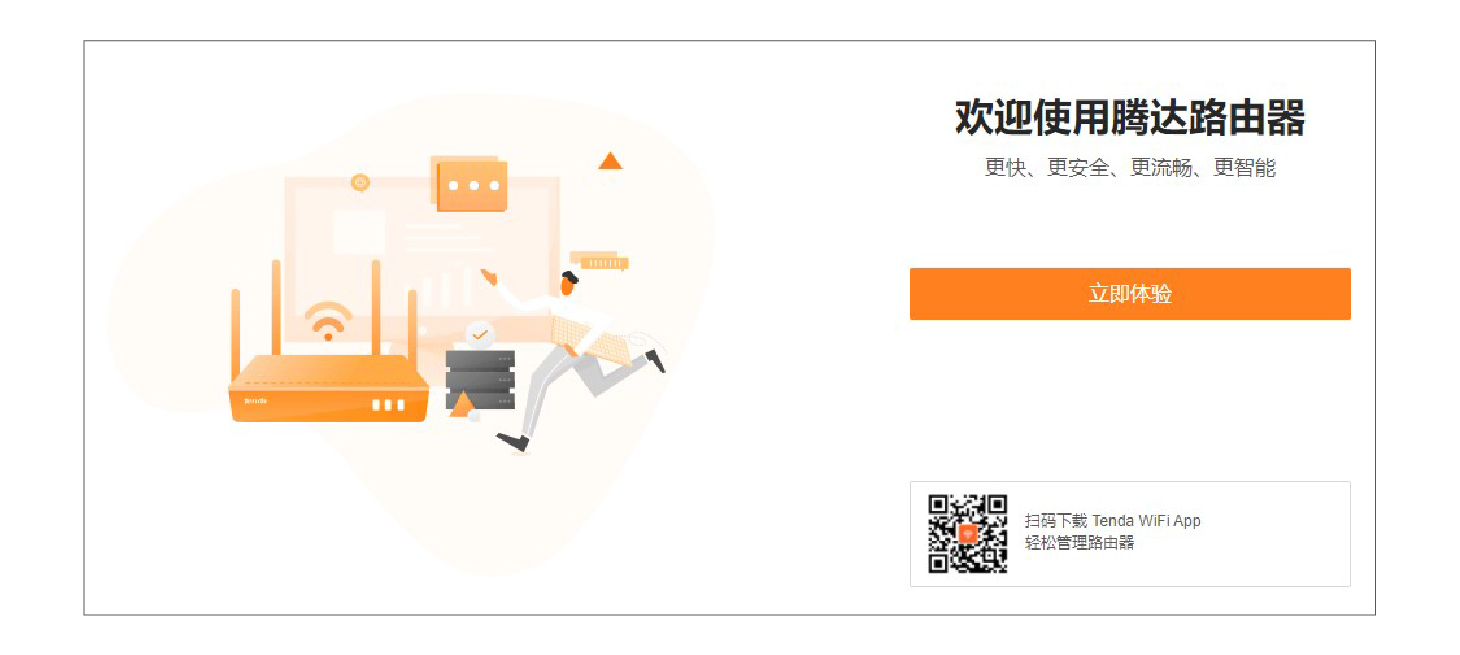 欢迎使用腾达路由器
更快、更安全、更流畅、更智能
立即体验
Tenda
扫码下载 Tenda WiFi App
轻松管理路由器